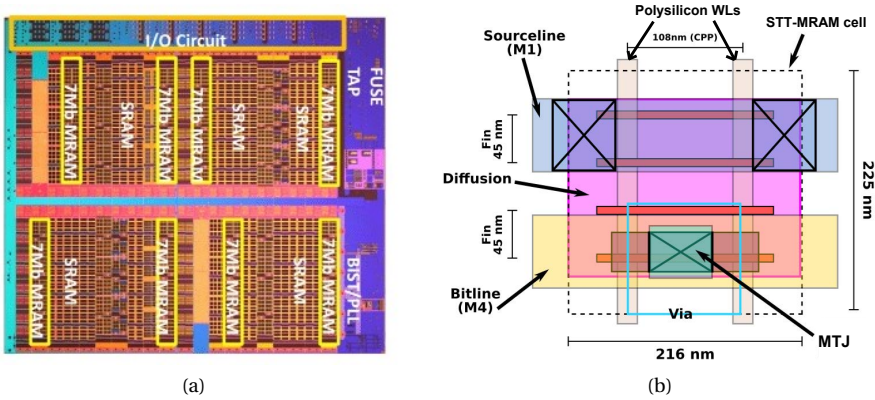 I/O Circuit
FUSE
TAP
7Mb MRAM
SRAM
7Mb MRAM
7Mb MRAM
SRAM
SRAM
7Mb MRAM
7Mb MRAM
SRAM
7Mb MRAM
7Mb MRAM
SRAM
7Mb MRAM
BIST/PLL
(a)
Polysilicon WLs
Sourceline
(M1)
108nm (CPP)
STT-MRAM cell
Fin
45 nm
Diffusion
225 nm
Fin
45 nm
Bitline
(M4)
Via
MTJ
216 nm
(b)